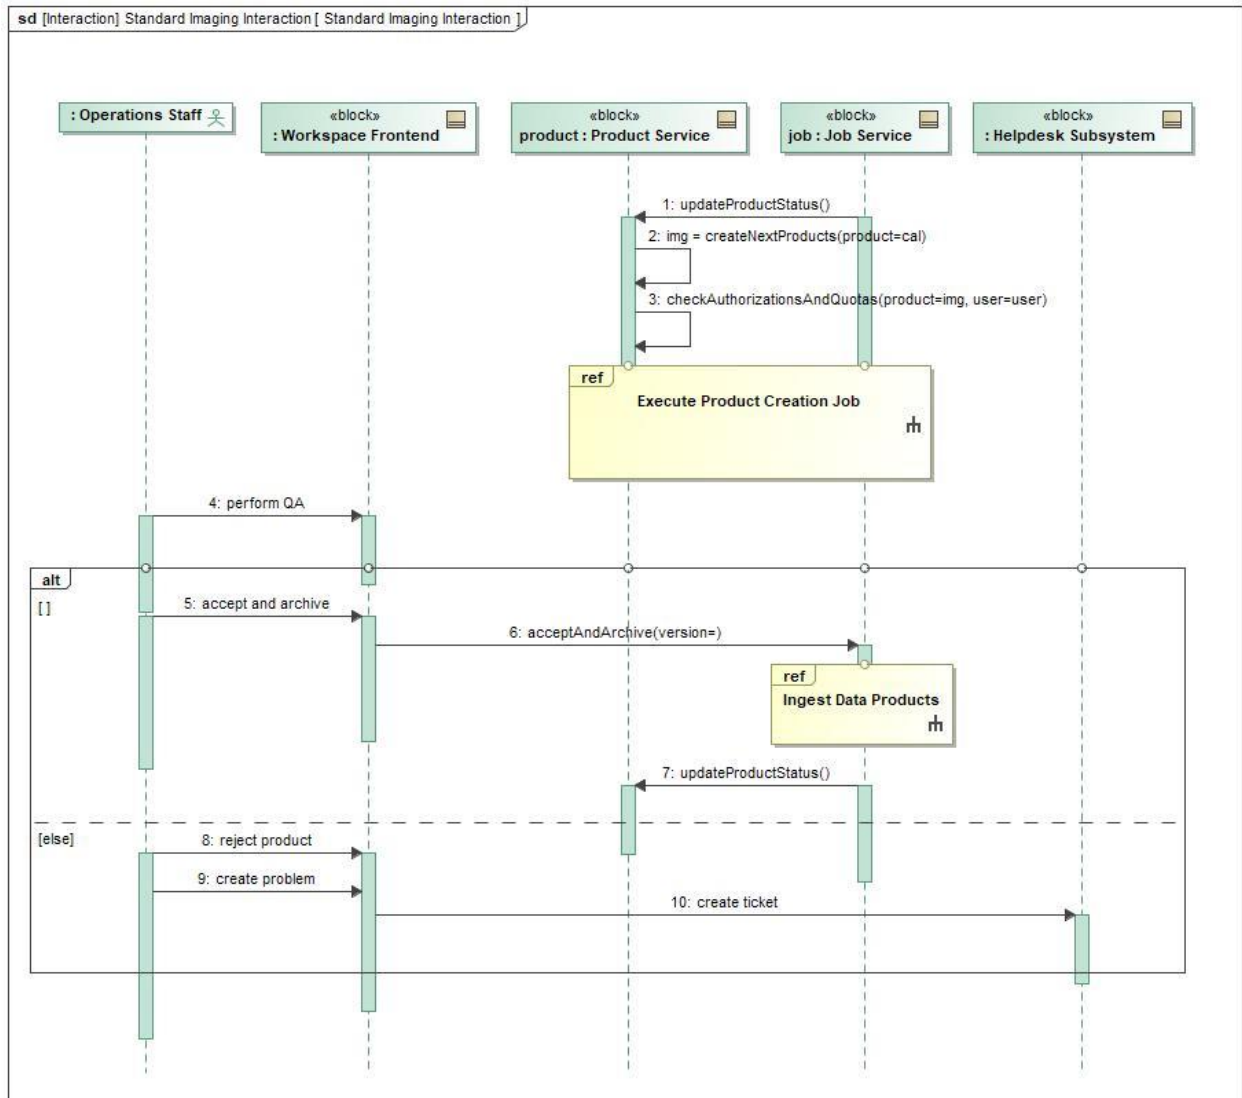 sd [Interaction] Standard Imaging Interaction [ Standard Imaging Interaction ]
: Operations Staff
«block»
: Workspace Frontend
«block»
product : Product Service
«block»
job : Job Service
«block»
: Helpdesk Subsystem
1: updateProductStatus()
2: img = createNextProducts(product=cal)
3: checkAuthorizationsAndQuotas(product=img, user=user)
ref
Execute Product Creation Job
4: perform QA
alt
[ ]
5: accept and archive
6: acceptAndArchive(version=)
ref
Ingest Data Products
7: updateProductStatus()
[else]
8: reject product
9: create problem
10: create ticket